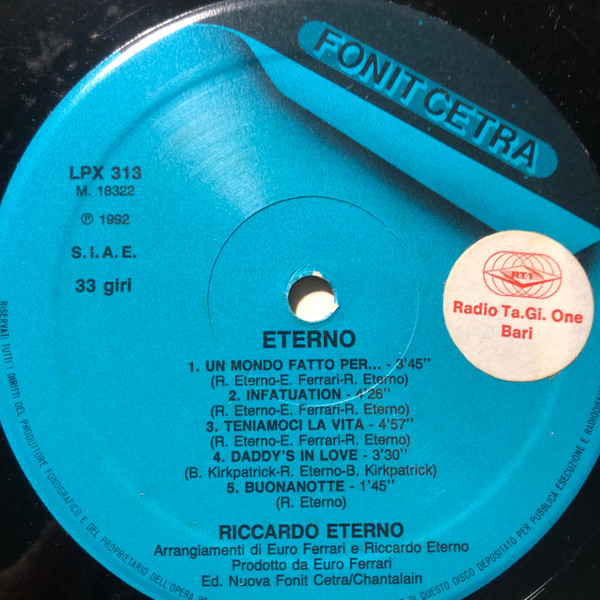 FONIT CETRA
LPX 313
M. 18322
℗ 1992
S.I.A.E.
33 giri
RTA
Radio Ta.Gi. One
Bari
ETERNO
1. UN MONDO FATTO PER... - 3'45"
(R. Eterno-E. Ferrari-R. Eterno)
2. INFATUATION - 4'26"
(R. Eterno-E. Ferrari-R. Eterno)
3. TENIAMOCI LA VITA - 4'57"
(R. Eterno-E. Ferrari-R. Eterno)
4. DADDY'S IN LOVE - 3'30"
(B. Kirkpatrick-R. Eterno-B. Kirkpatrick)
5. BUONANOTTE - 1'45"
(R. Eterno)
RICCARDO ETERNO
Arrangiamenti di Euro Ferrari e Riccardo Eterno
Prodotto da Euro Ferrari
Ed. Nuova Fonit Cetra/Chantalain
RISERVATI TUTTI I DIRITTI DEL PRODUTTORE FONOGRAFICO E DEL PROPRIETARIO DELL'OPERA
DI QUESTO DISCO DEPOSITATO PER PUBBLICA ESECUZIONE E